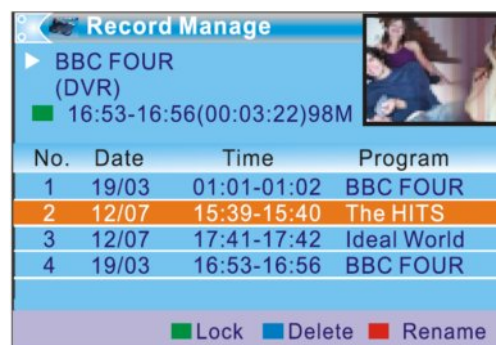 Record Manage
BBC FOUR
(DVR)
16:53-16:56(00:03:22)98M
No. Date Time Program
1 19/03 01:01-01:02 BBC FOUR
2 12/07 15:39-15:40 The HITS
3 12/07 17:41-17:42 Ideal World
4 19/03 16:53-16:56 BBC FOUR
Lock Delete Rename